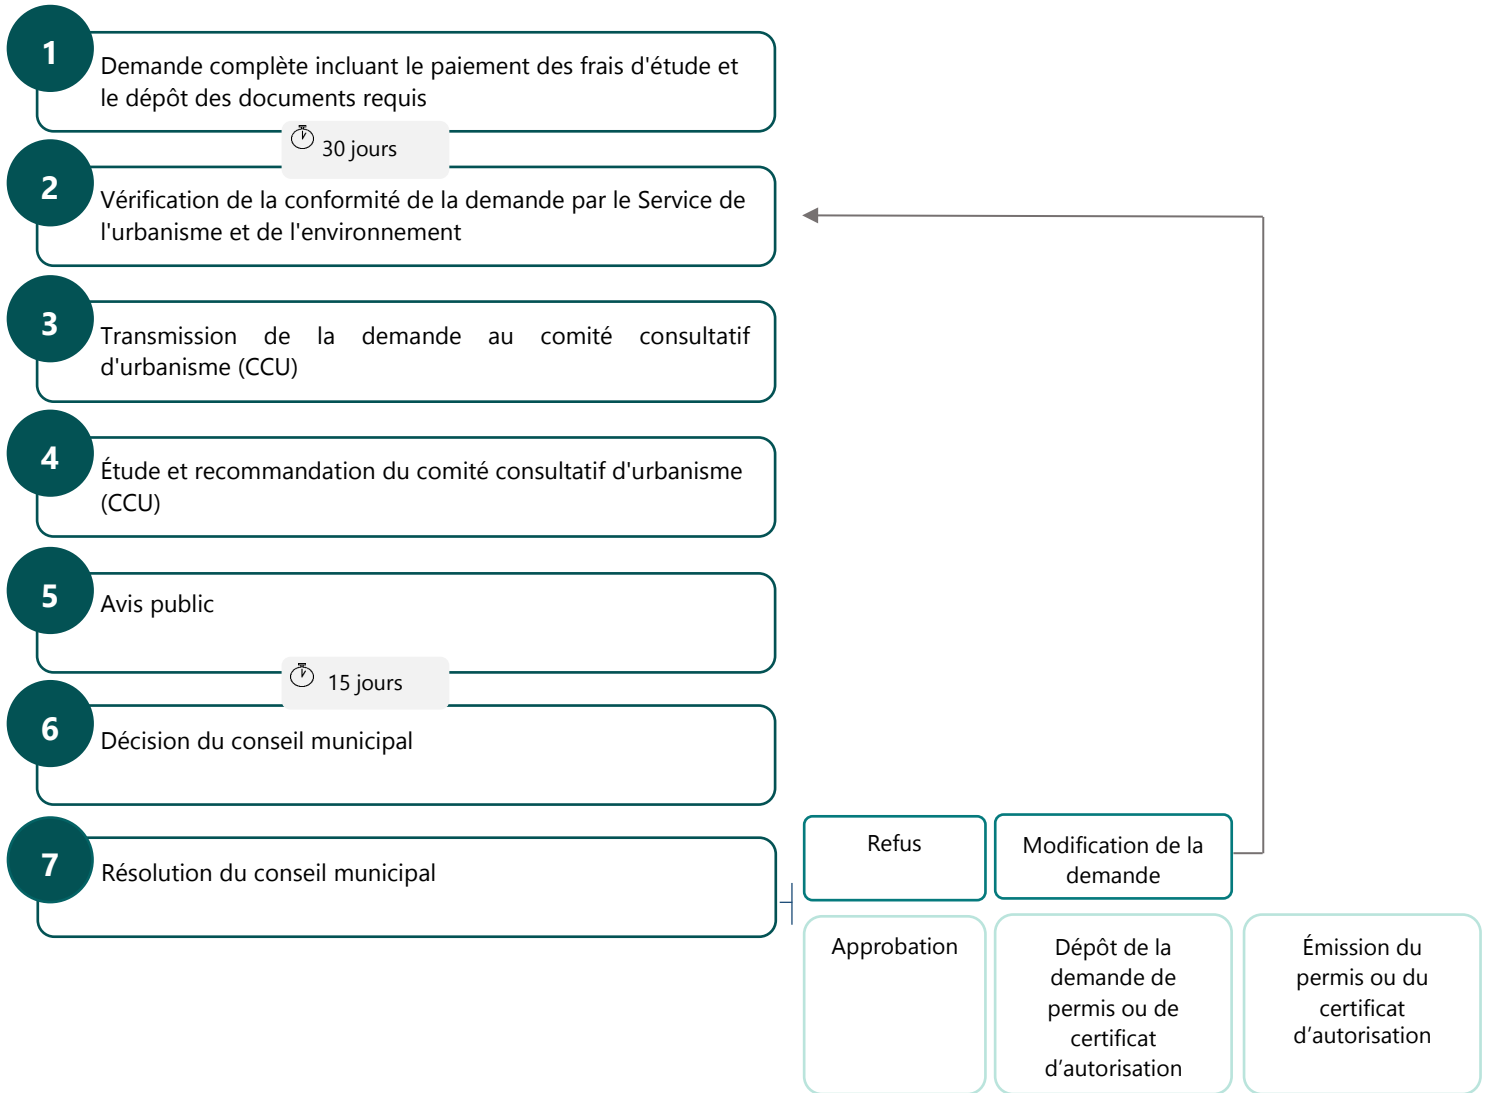 1
Demande complète incluant le paiement des frais d'étude et
le dépôt des documents requis
30 jours
2
Vérification de la conformité de la demande par le Service de
l'urbanisme et de l'environnement
3
Transmission de la demande au comité consultatif
d'urbanisme (CCU)
4
Étude et recommandation du comité consultatif d'urbanisme
(CCU)
5
Avis public
15 jours
6
Décision du conseil municipal
7
Résolution du conseil municipal
Refus
Modification de la
demande
Approbation
Dépôt de la
demande de
permis ou de
certificat
d’autorisation
Émission du
permis ou du
certificat
d’autorisation